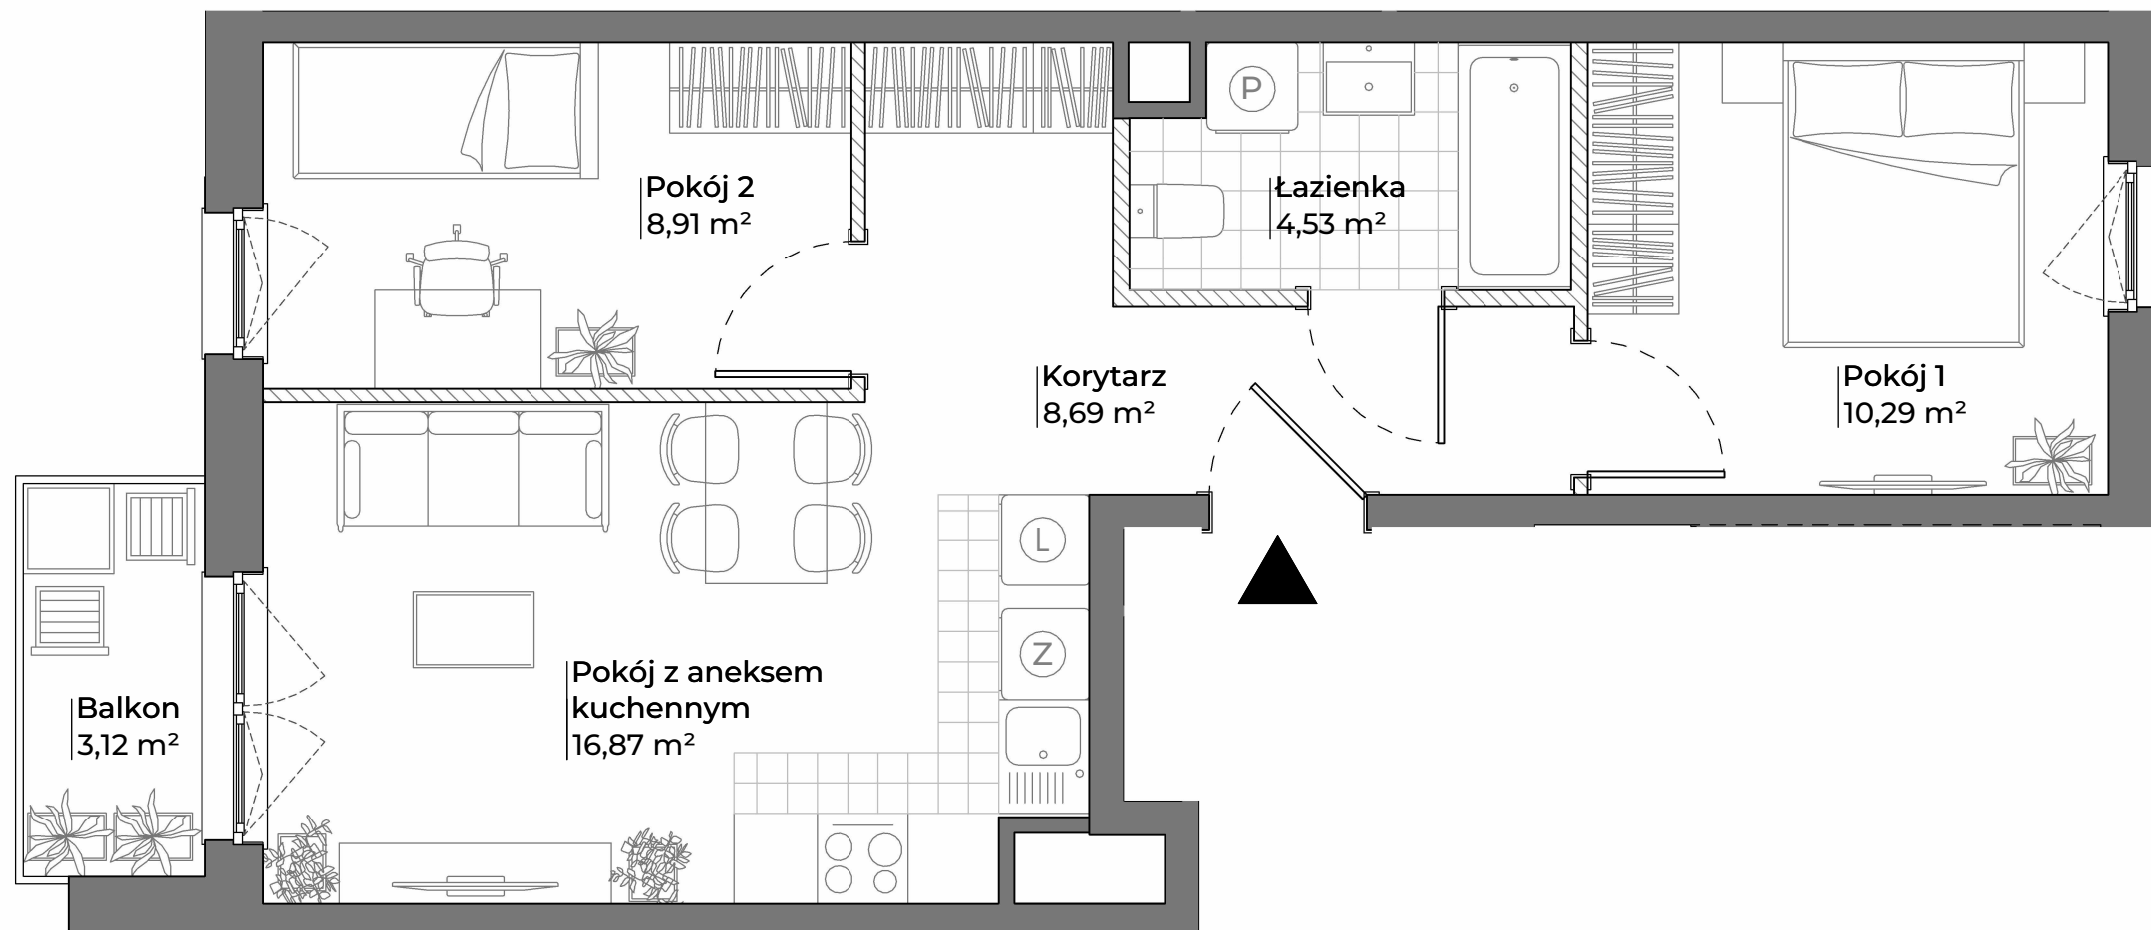 P
Pokój 2
8,91 m²
Łazienka
4,53 m²
Korytarz
8,69 m²
Pokój 1
10,29 m²
L
Z
Pokój z aneksem
kuchennym
16,87 m²
Balkon
3,12 m²